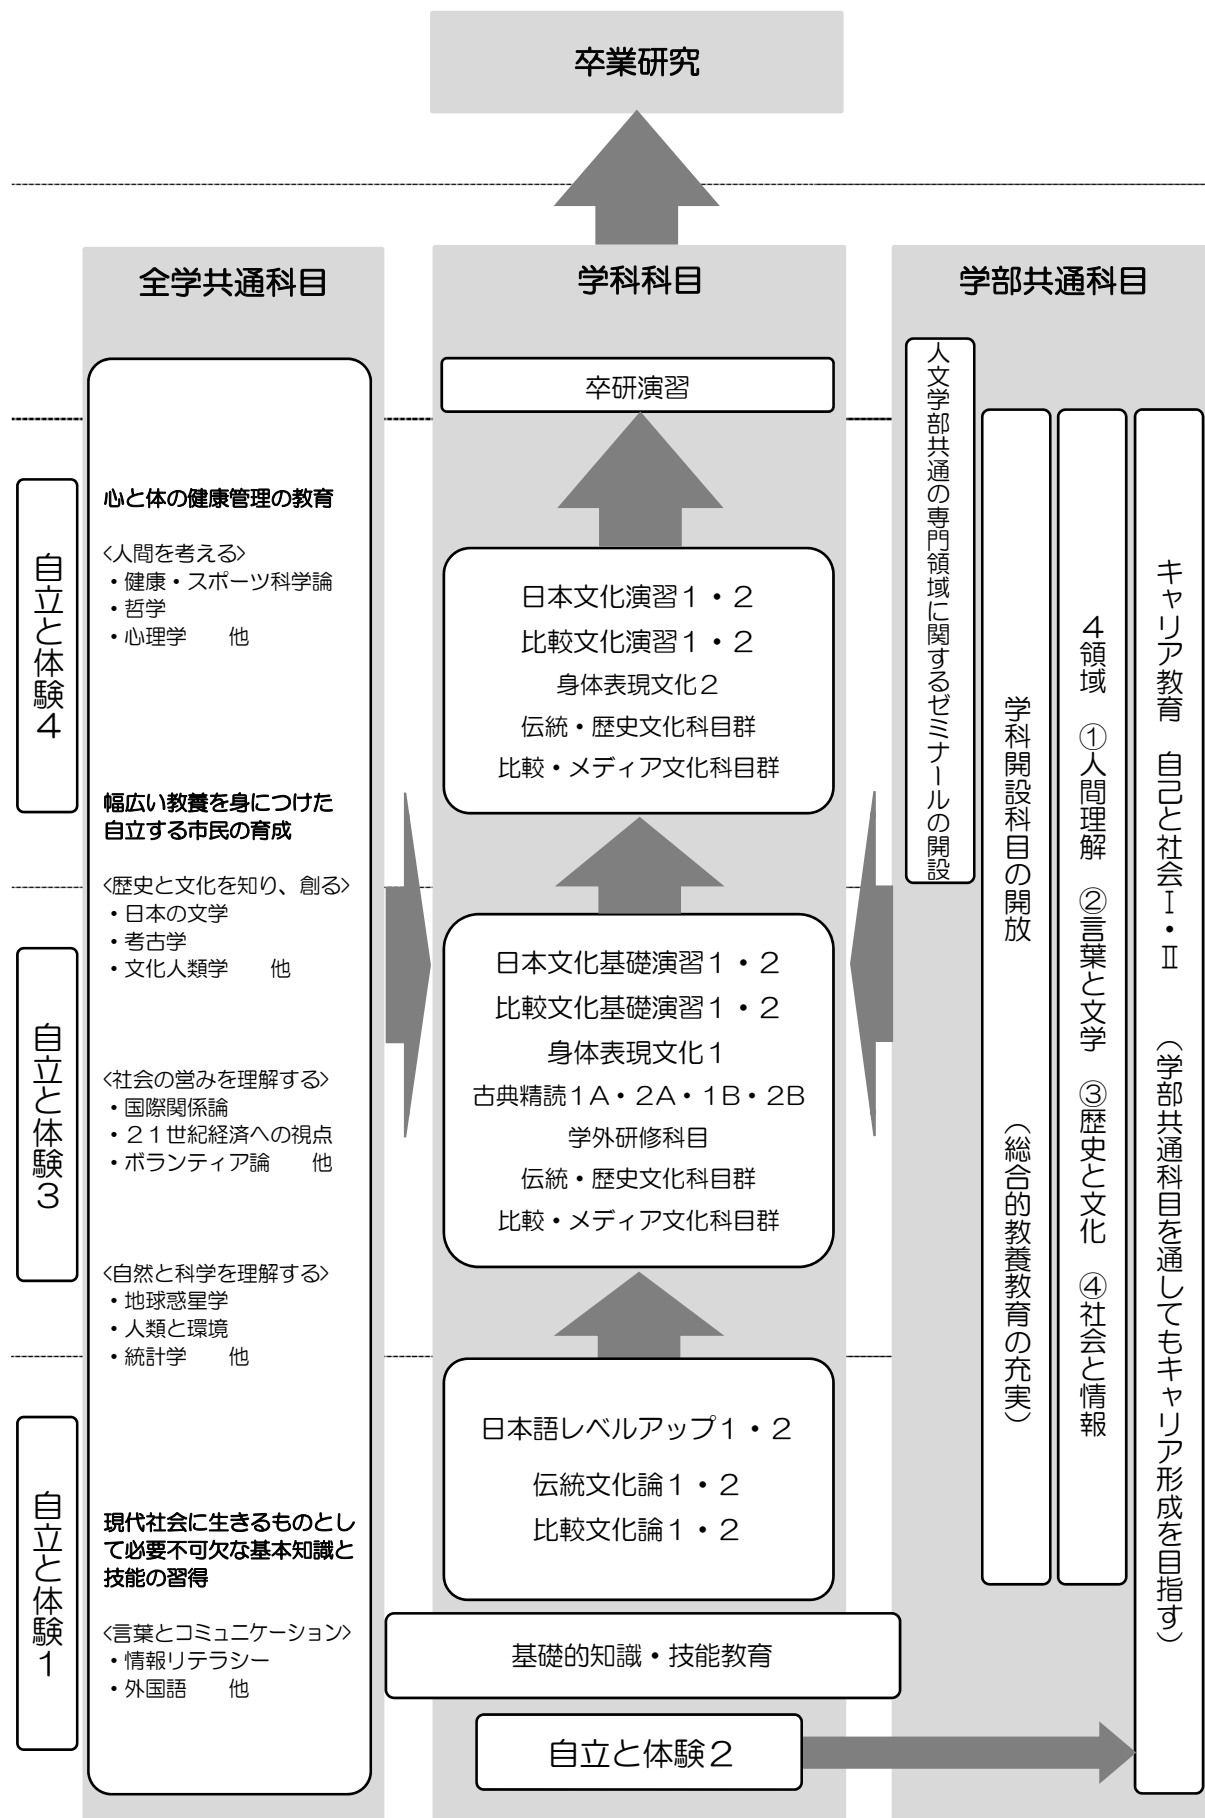 卒業研究
全学共通科目
学科科目
学部共通科目
自立と体験４
自立と体験３
自立と体験１
心と体の健康管理の教育
〈人間を考える〉
・健康・スポーツ科学論
・哲学
・心理学　　他
幅広い教養を身につけた
自立する市民の育成
〈歴史と文化を知り、創る〉
・日本の文学
・考古学
・文化人類学　　他
〈社会の営みを理解する〉
・国際関係論
・２１世紀経済への視点
・ボランティア論　　他
〈自然と科学を理解する〉
・地球惑星学
・人類と環境
・統計学　　他
現代社会に生きるものとし
て必要不可欠な基本知識と
技能の習得
〈言葉とコミュニケーション〉
・情報リテラシー
・外国語　　他
卒研演習
日本文化演習１・２
比較文化演習１・２
身体表現文化２
伝統・歴史文化科目群
比較・メディア文化科目群
日本文化基礎演習１・２
比較文化基礎演習１・２
身体表現文化１
古典精読１Ａ・２Ａ・１Ｂ・２Ｂ
学外研修科目
伝統・歴史文化科目群
比較・メディア文化科目群
日本語レベルアップ１・２
伝統文化論１・２
比較文化論１・２
基礎的知識・技能教育
自立と体験２
人文学部共通の専門領域に関するゼミナールの開設
学科開設科目の開放　　　　　　　（総合的教養教育の充実）
４領域　①人間理解　②言葉と文学　③歴史と文化　④社会と情報
キャリア教育　自己と社会Ⅰ・Ⅱ　　（学部共通科目を通してもキャリア形成を目指す）